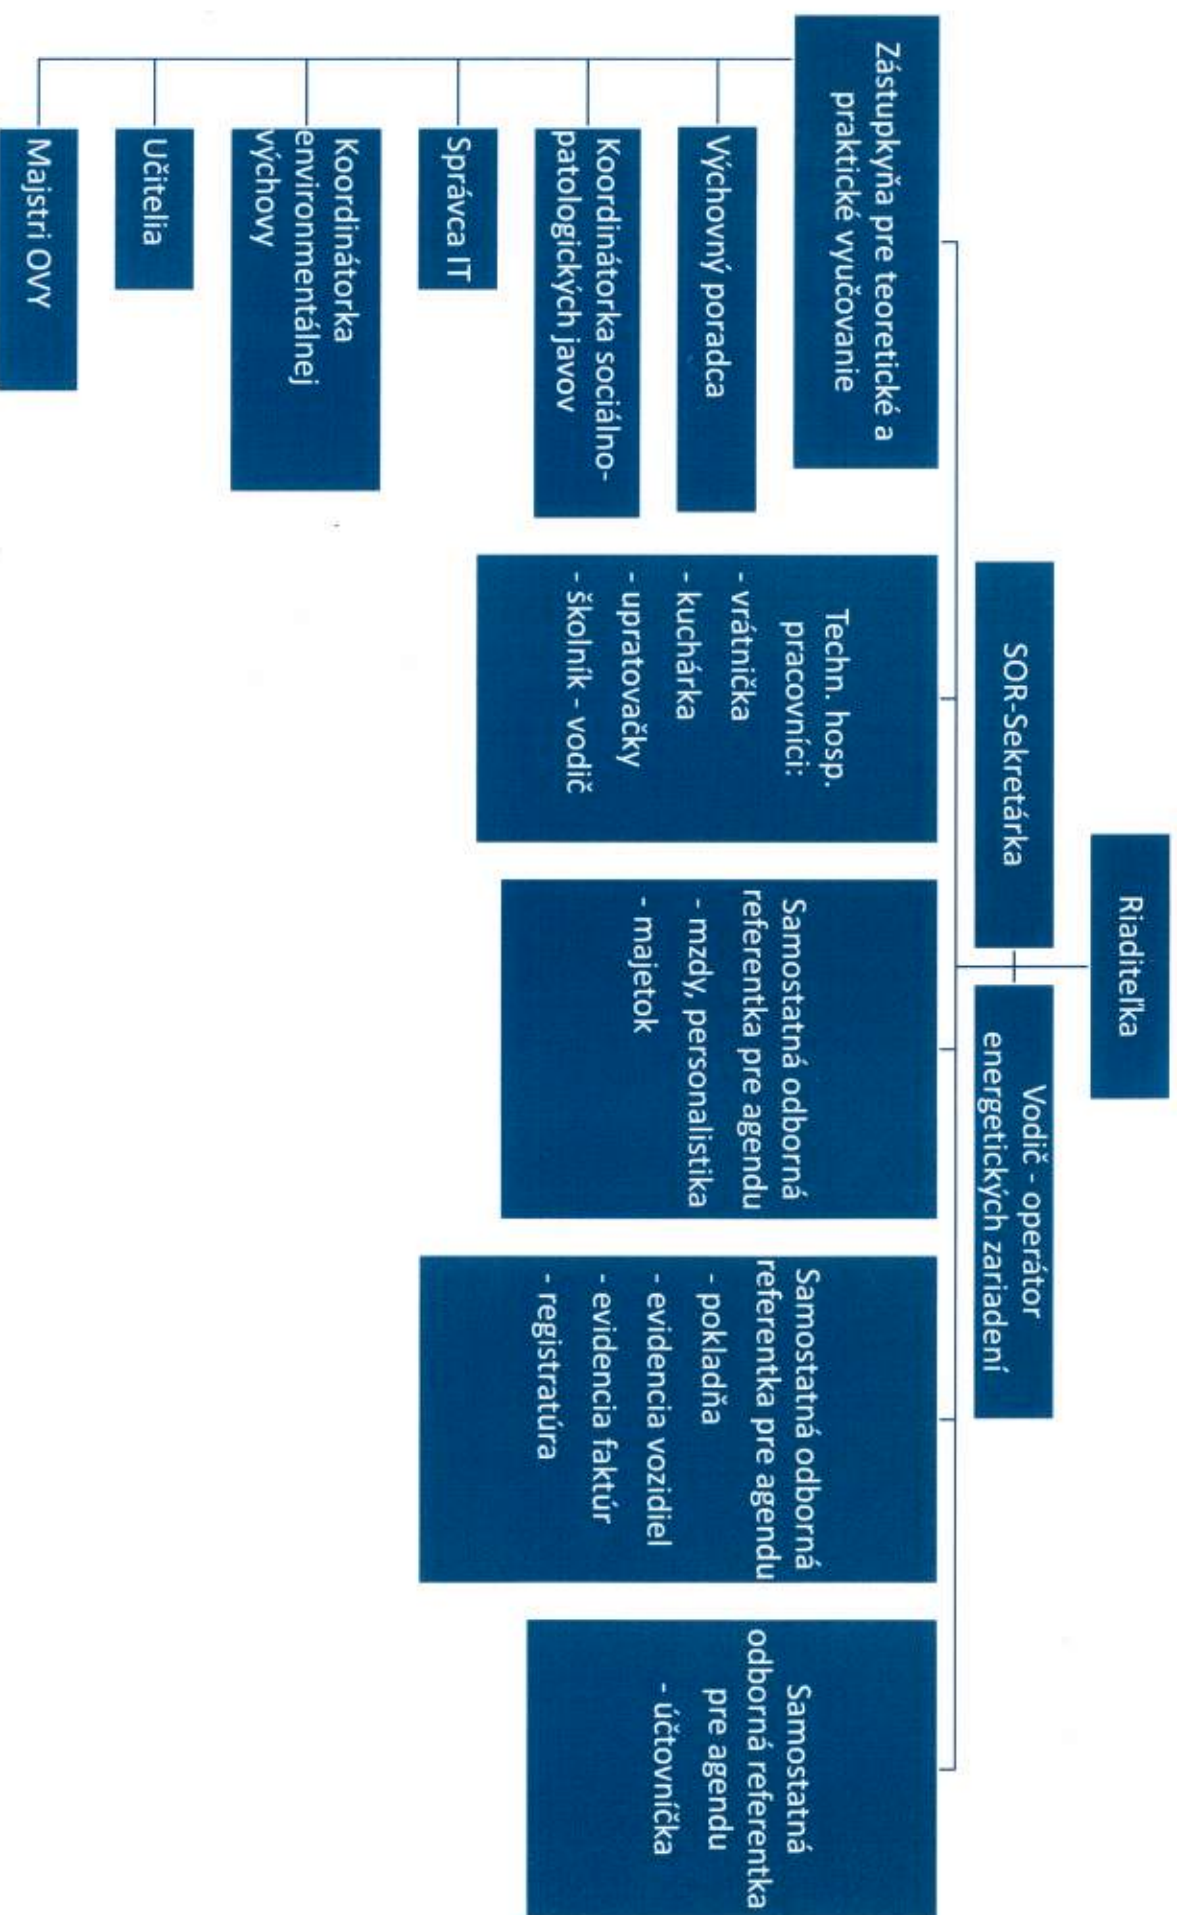 Riaditeľka
SOR-Sekretárka
Vodič - operátor
energetických zariadení
Zástupkyňa pre teoretické a
praktické vyučovanie
Výchovný poradca
Koordinátorka sociálno-
patologických javov
Správca IT
Koordinátorka
environmentálnej
výchovy
Učitelia
Majstri OVY
Techn. hosp.
pracovníci:
- vrátnička
- kuchárka
- upratovačky
- školník - vodič
Samostatná odborná
referentka pre agendu
- mzdy, personalistika
- majetok
Samostatná odborná
referentka pre agendu
- pokladňa
- evidencia vozidiel
- evidencia faktúr
- registratúra
Samostatná
odborná referentka
pre agendu
- účtovníčka